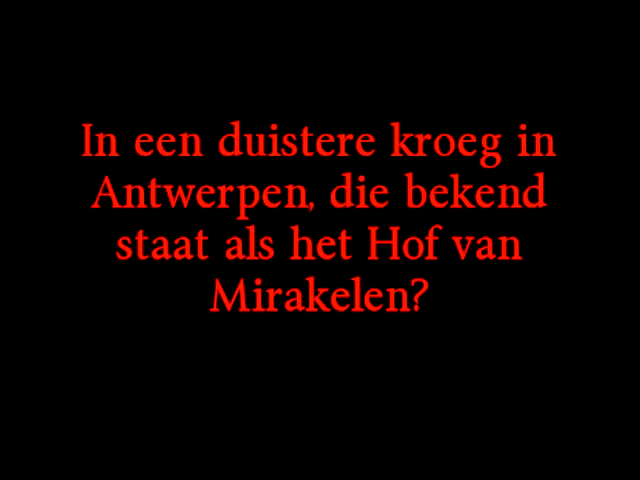 In een duistere kroeg in
Antwerpen, die bekend
staat als het Hof van
Mirakelen?